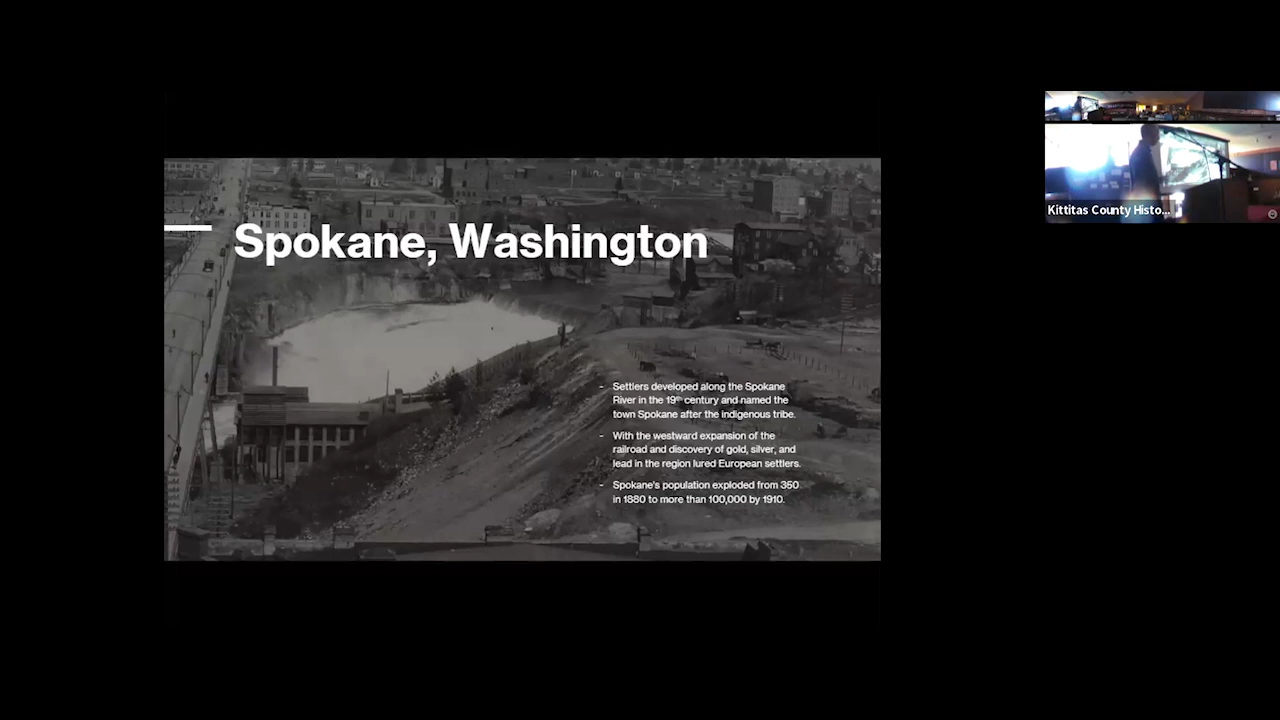 Spokane, Washington
- Settlers developed along the Spokane
River in the 19th century and named the
town Spokane after the indigenous tribe.
- With the westward expansion of the
railroad and discovery of gold, silver, and
lead in the region lured European settlers.
- Spokane's population exploded from 350
in 1880 to more than 100,000 by 1910.
Kittitas County Histo...